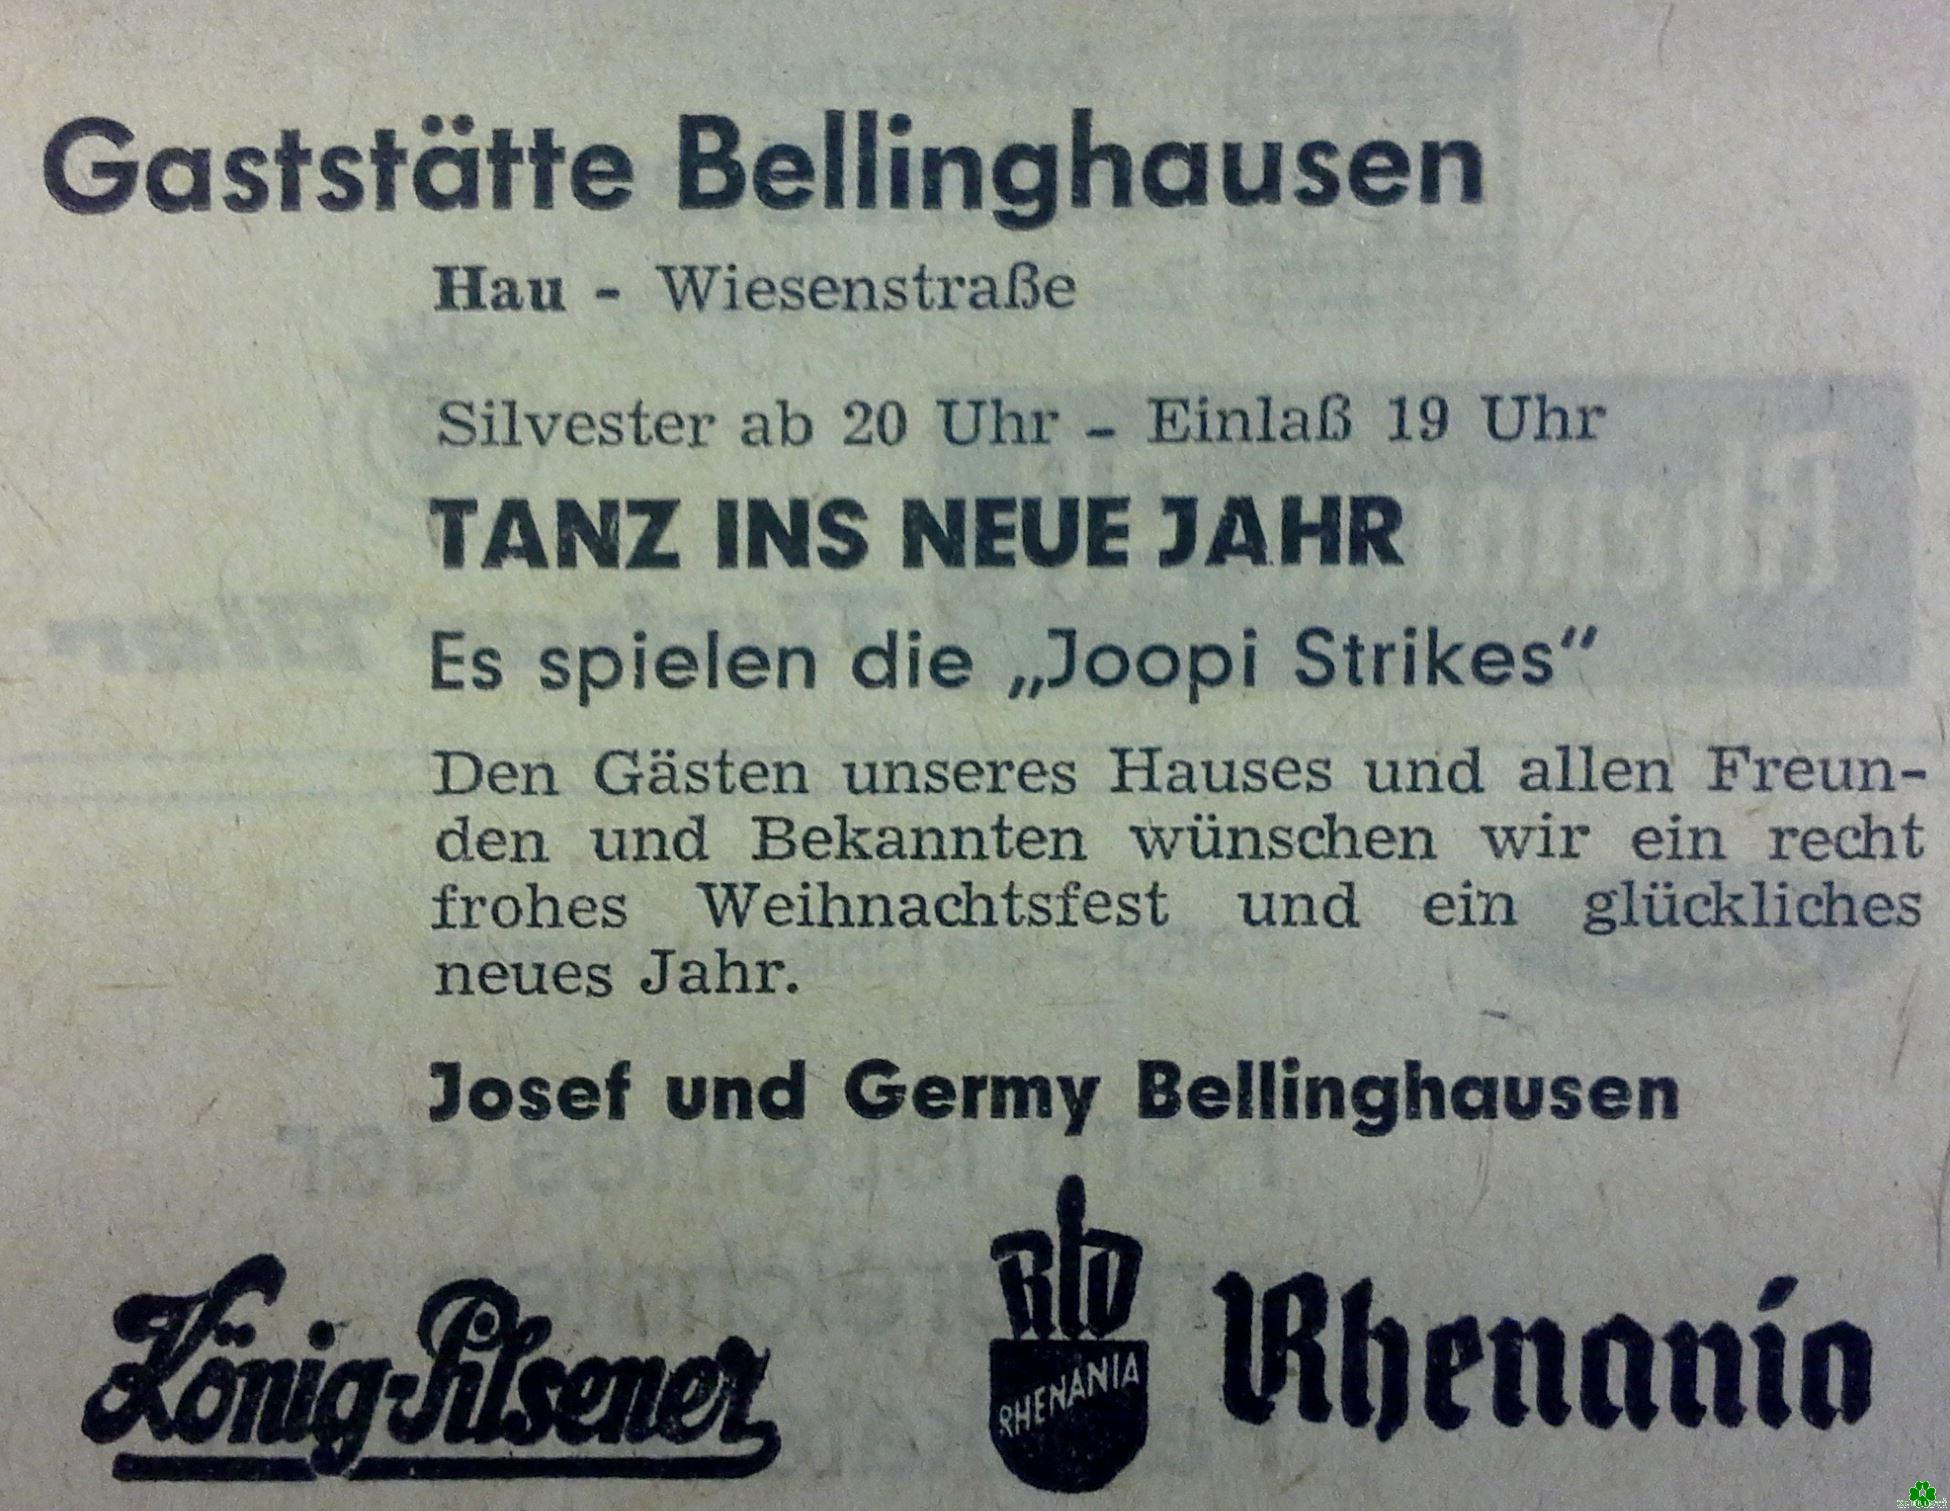 Gaststätte Bellinghausen
Hau - Wiesenstraße
Silvester ab 20 Uhr - Einlaß 19 Uhr
TANZ INS NEUE JAHR
Es spielen die „Joopi Strikes“
Den Gästen unseres Hauses und allen Freun-
den und Bekannten wünschen wir ein recht
frohes Weihnachtsfest und ein glückliches
neues Jahr.
Josef und Germy Bellinghausen
König-Pilsener
RHENANIA
Rhenania